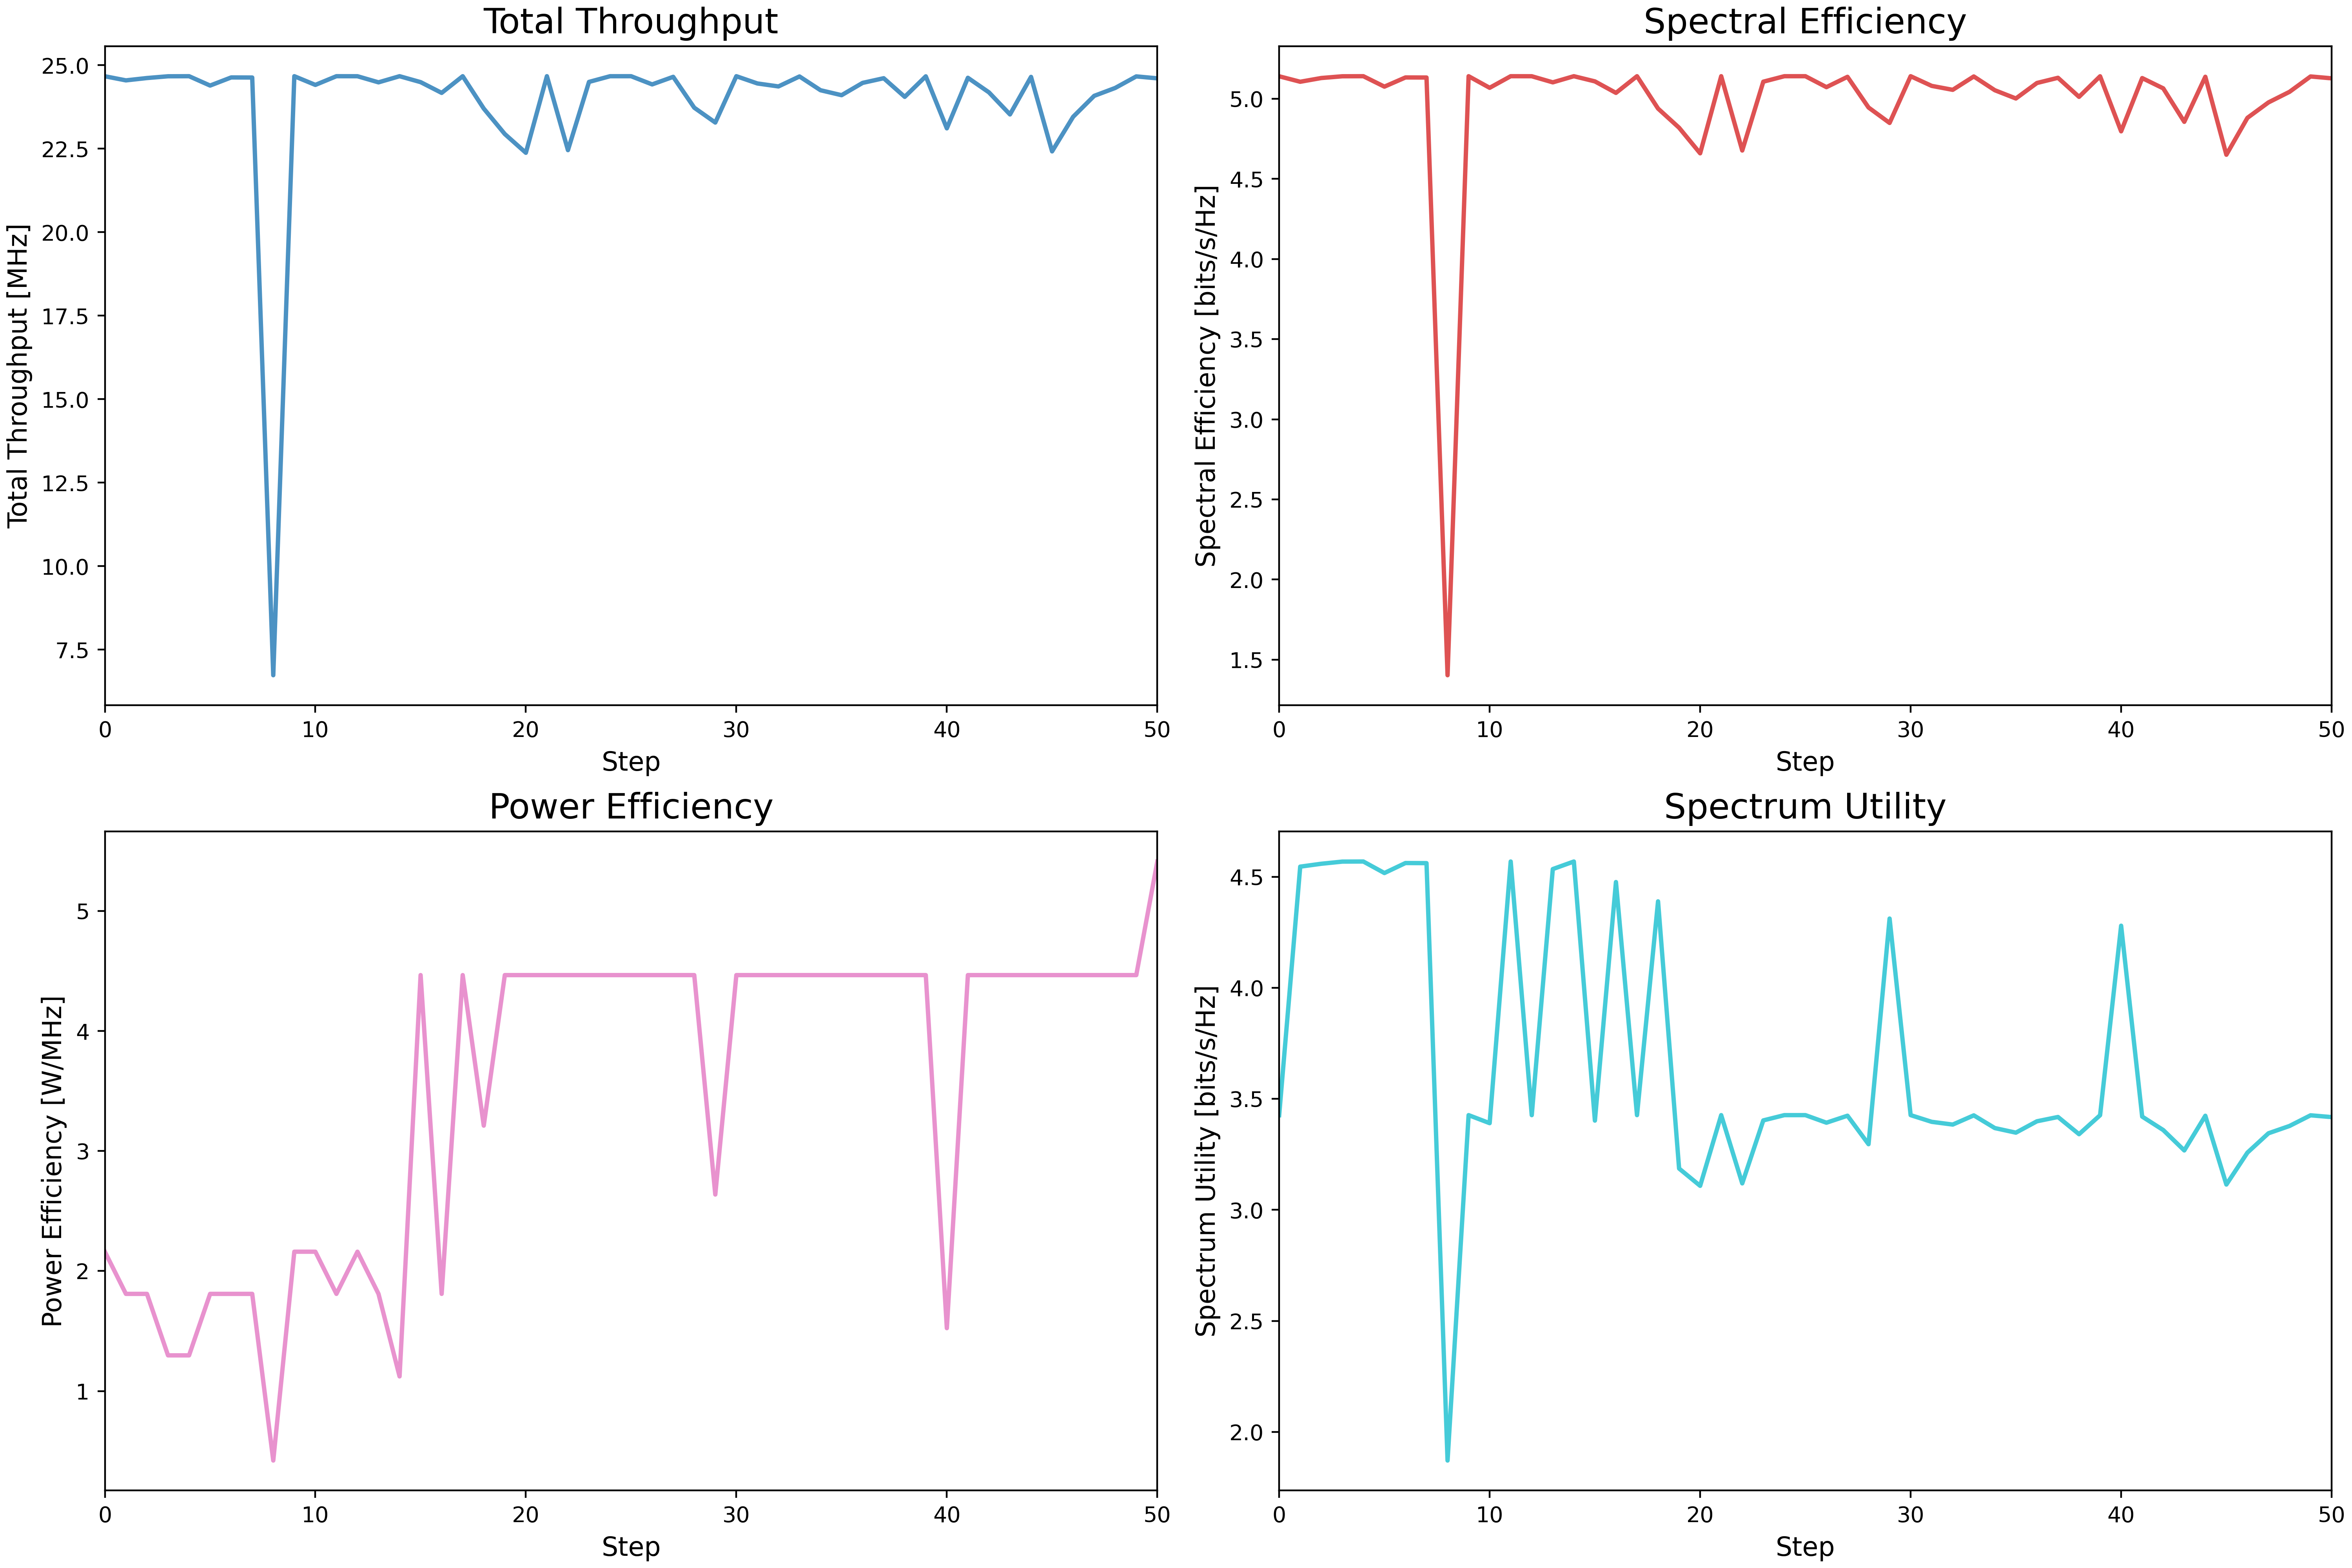 Total Throughput
Total Throughput [MHz]
25.0
22.5
20.0
17.5
15.0
12.5
10.0
7.5
0 10 20 30 40 50
Step
Spectral Efficiency
Spectral Efficiency [bits/s/Hz]
5.0
4.5
4.0
3.5
3.0
2.5
2.0
1.5
0 10 20 30 40 50
Step
Power Efficiency
Power Efficiency [W/MHz]
5
4
3
2
1
0 10 20 30 40 50
Step
Spectrum Utility
Spectrum Utility [bits/s/Hz]
4.5
4.0
3.5
3.0
2.5
2.0
0 10 20 30 40 50
Step